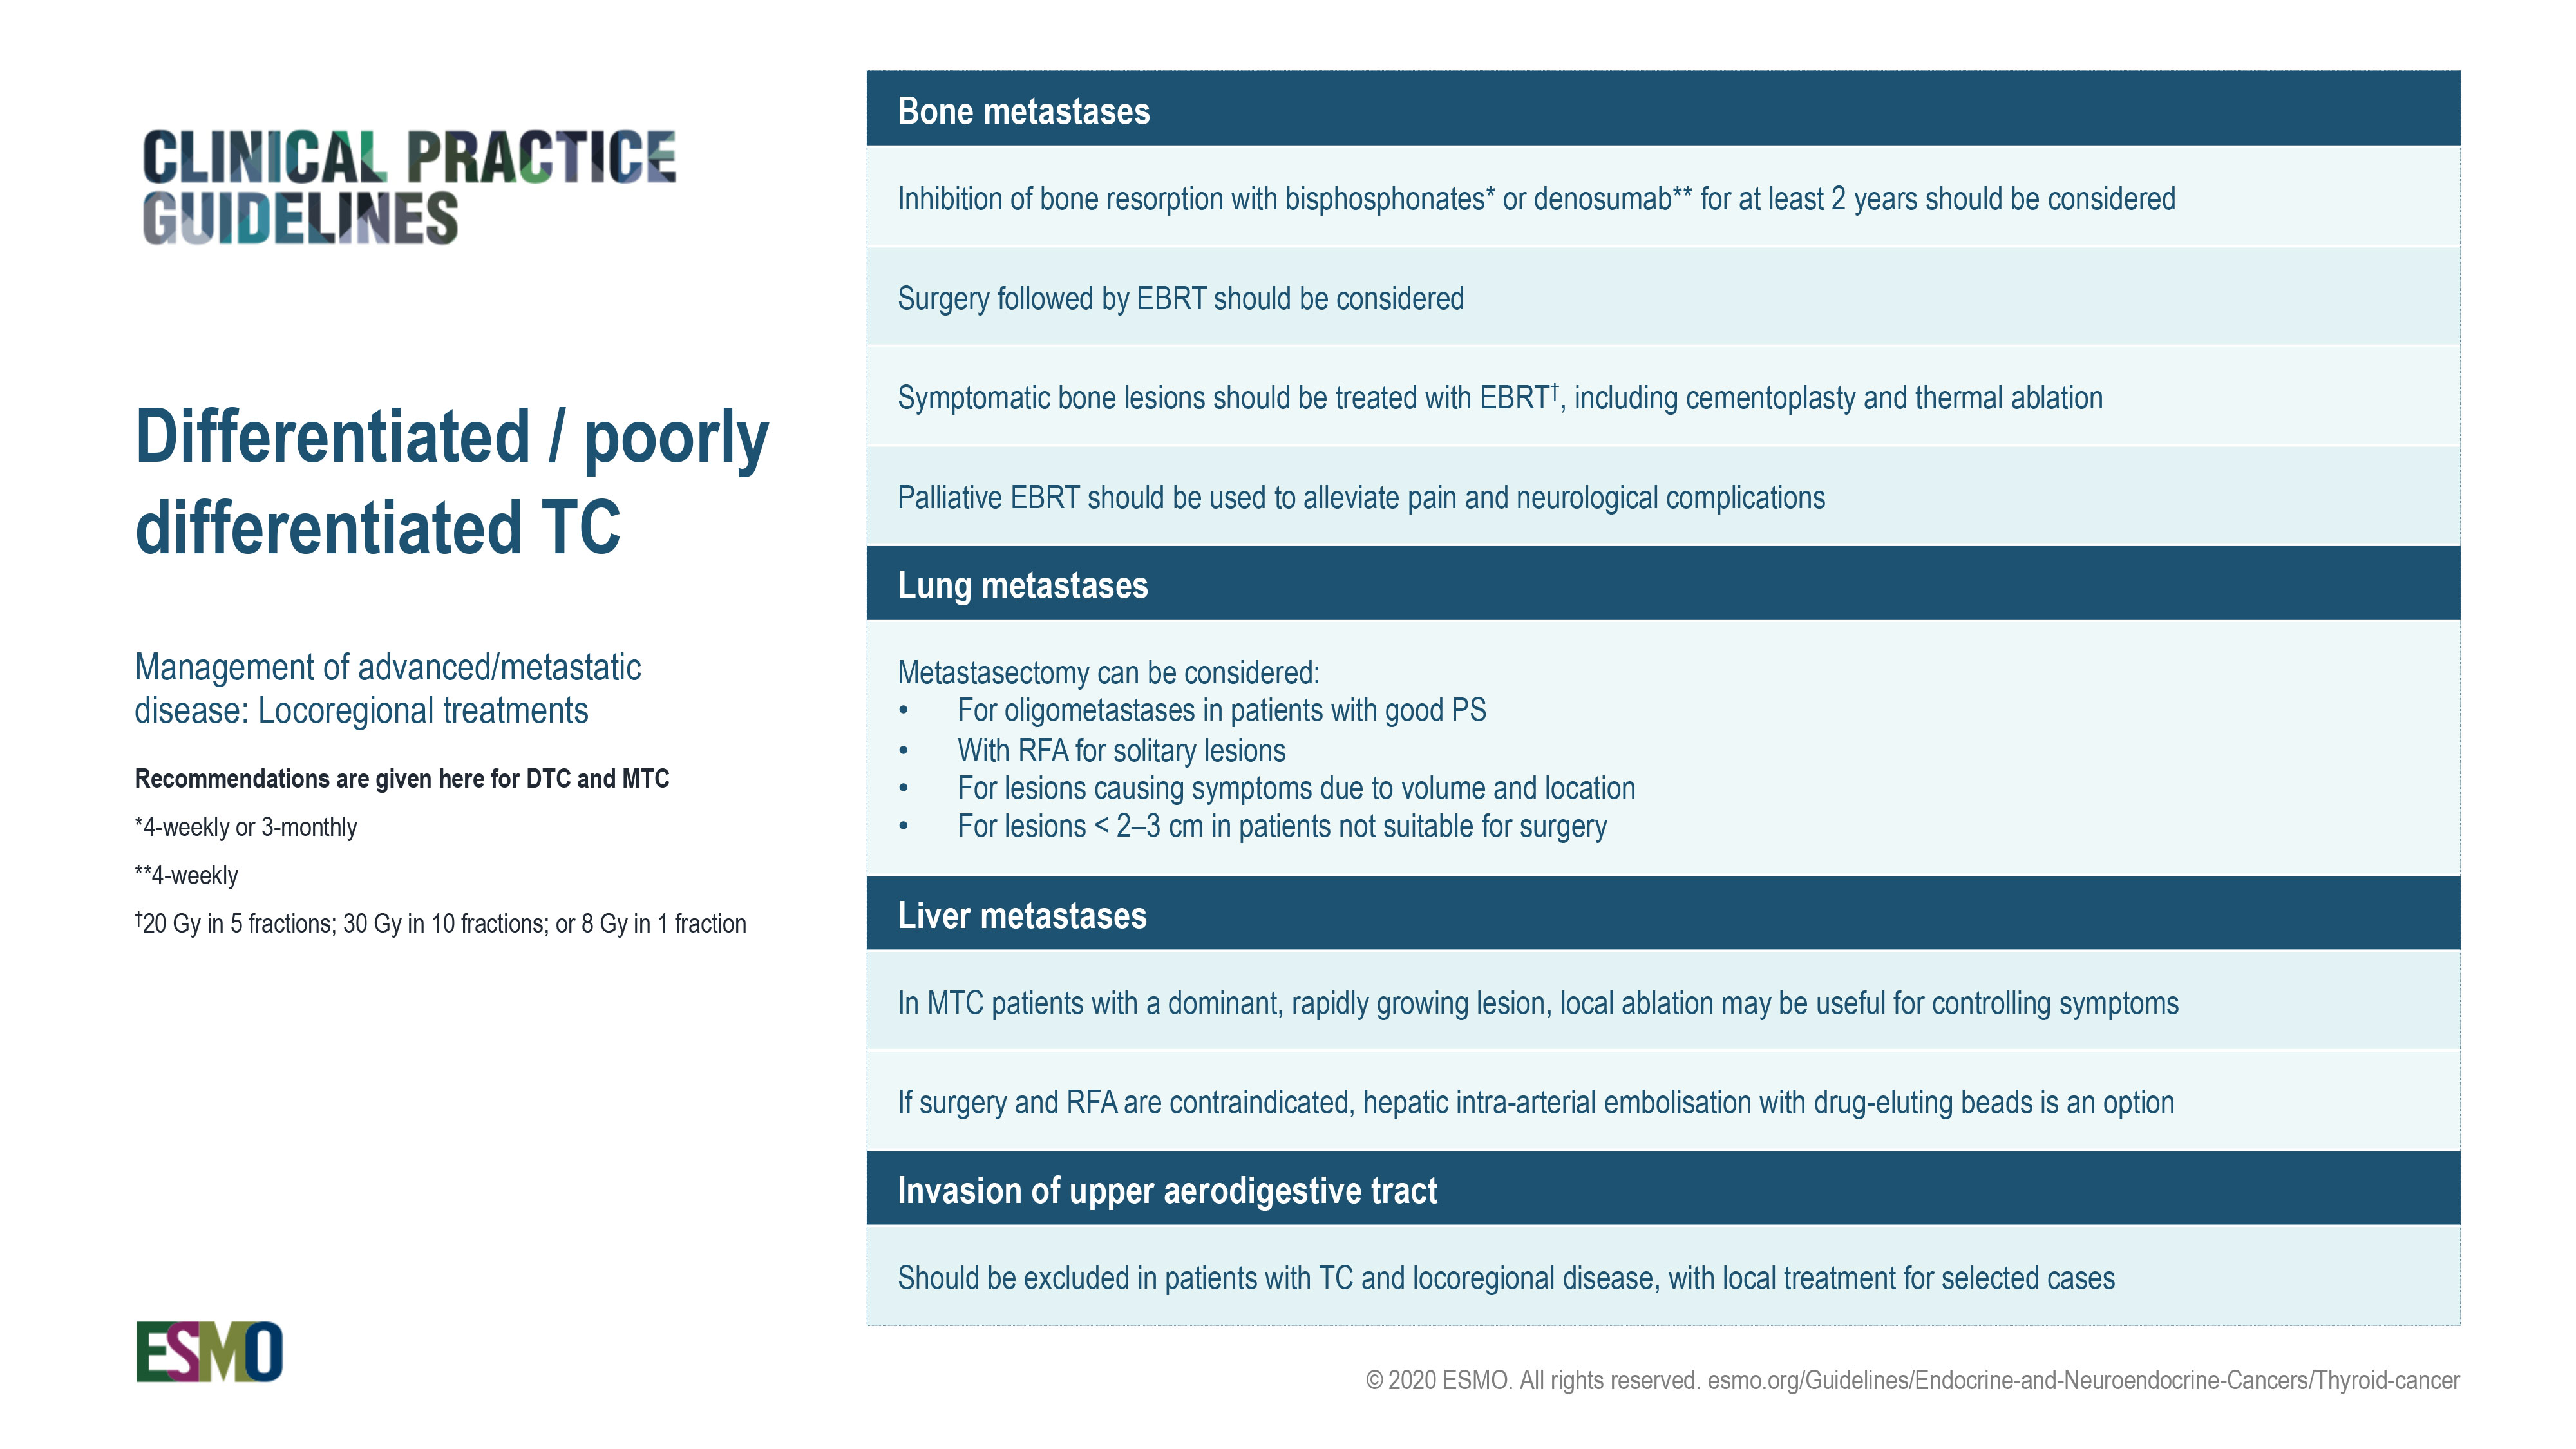 CLINICAL PRACTICE
GUIDELINES
Differentiated / poorly
differentiated TC
Management of advanced/metastatic
disease: Locoregional treatments
Recommendations are given here for DTC and MTC
*4-weekly or 3-monthly
**4-weekly
†20 Gy in 5 fractions; 30 Gy in 10 fractions; or 8 Gy in 1 fraction
ESMO
Bone metastases
Inhibition of bone resorption with bisphosphonates* or denosumab** for at least 2 years should be considered
Surgery followed by EBRT should be considered
Symptomatic bone lesions should be treated with EBRT†, including cementoplasty and thermal ablation
Palliative EBRT should be used to alleviate pain and neurological complications
Lung metastases
Metastasectomy can be considered:
• For oligometastases in patients with good PS
• With RFA for solitary lesions
• For lesions causing symptoms due to volume and location
• For lesions < 2–3 cm in patients not suitable for surgery
Liver metastases
In MTC patients with a dominant, rapidly growing lesion, local ablation may be useful for controlling symptoms
If surgery and RFA are contraindicated, hepatic intra-arterial embolisation with drug-eluting beads is an option
Invasion of upper aerodigestive tract
Should be excluded in patients with TC and locoregional disease, with local treatment for selected cases
© 2020 ESMO. All rights reserved. esmo.org/Guidelines/Endocrine-and-Neuroendocrine-Cancers/Thyroid-cancer